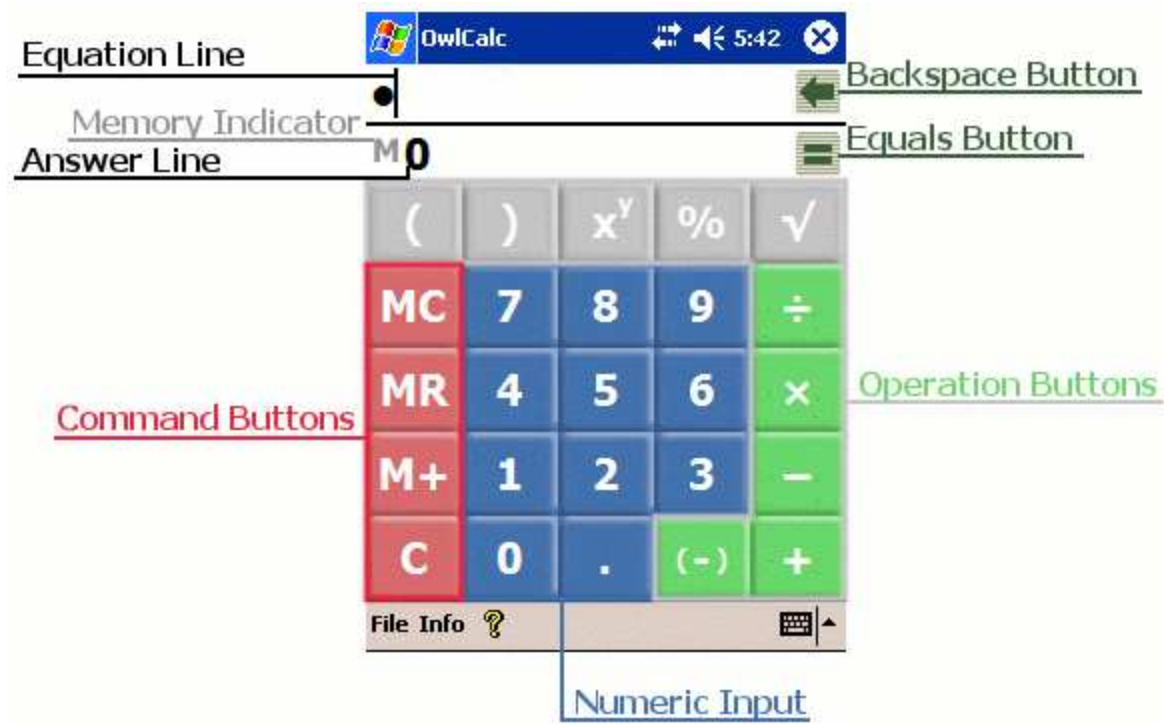 OwlCalc 5:42
Equation Line
Backspace Button
Memory Indicator
M 0
Equals Button
Answer Line
( ) xʸ % √
MC 7 8 9 ÷
MR 4 5 6 ×
Operation Buttons
Command Buttons
M+ 1 2 3 −
C 0 . (-) +
File Info ?
Numeric Input